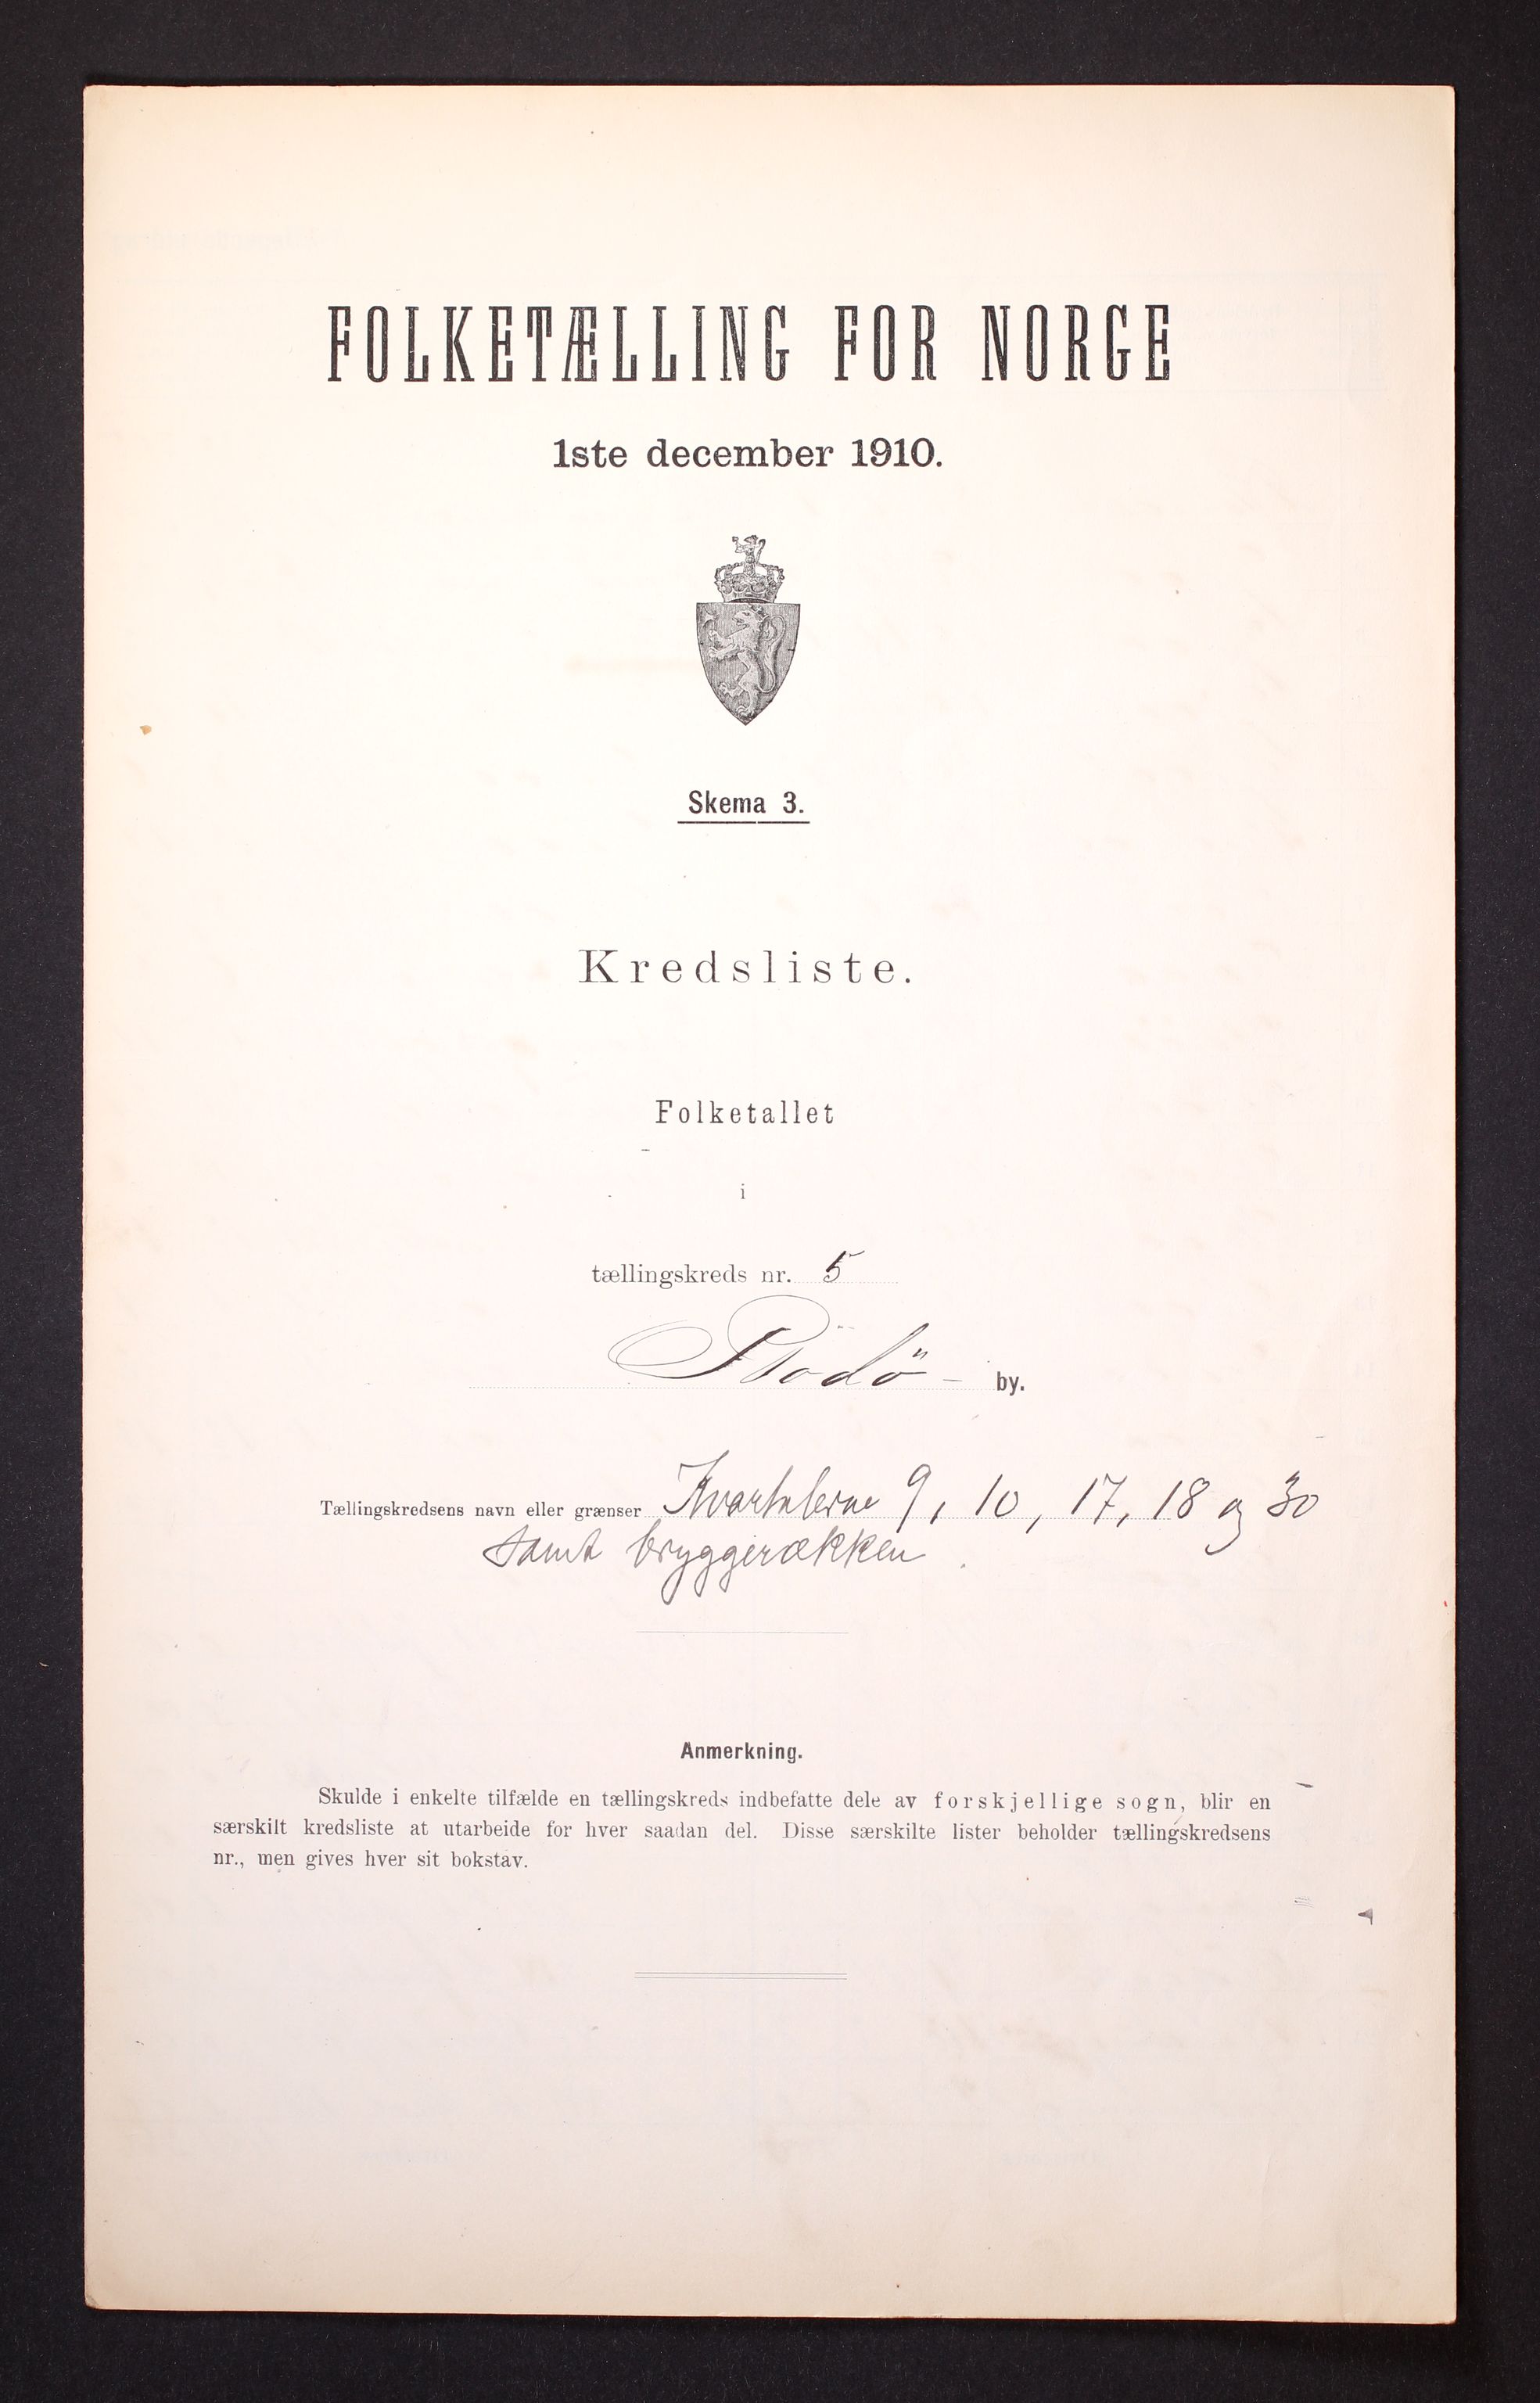 FOLKETÆLLING FOR NORGE
1ste december 1910.
Skema 3.
Kredsliste.
Folketallet
i
tællingskreds nr. 5
Bodö by.
Tællingskredsens navn eller grænser Kvartalerne 9, 10, 17, 18 og 30
samt bryggerækken.
Anmerkning.
Skulde i enkelte tilfælde en tællingskreds indbefatte dele av forskjellige sogn, blir en
særskilt kredsliste at utarbeide for hver saadan del. Disse særskilte lister beholder tællingskredsens
nr., men gives hver sit bokstav.